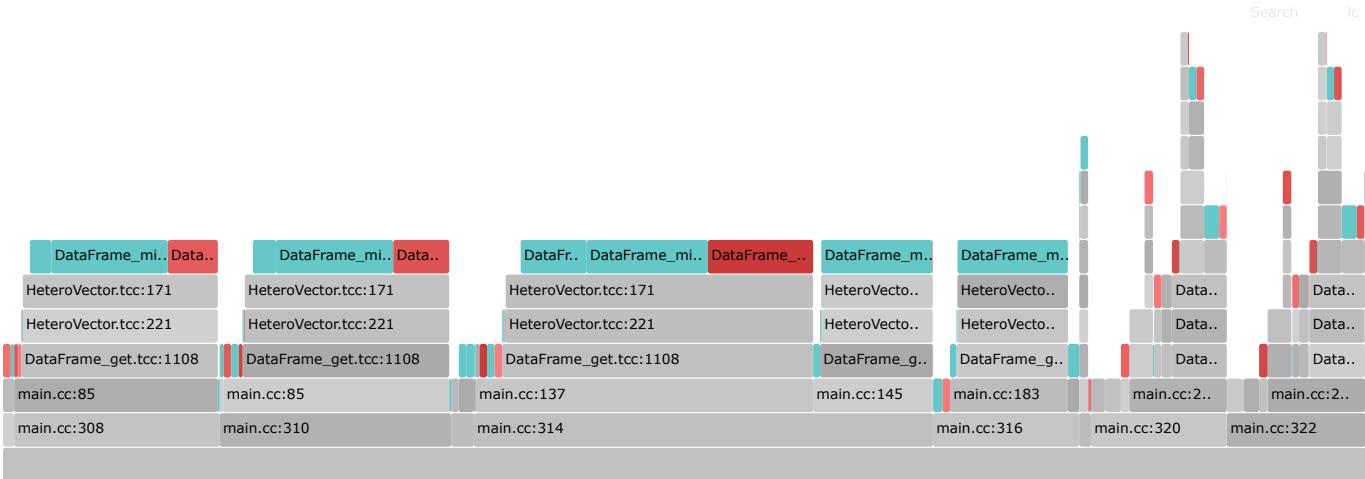 Search ic
DataFrame_mi.. Data.. DataFrame_mi.. Data.. DataFr.. DataFrame_mi.. DataFrame_.. DataFrame_m.. DataFrame_m..
HeteroVector.tcc:171 HeteroVector.tcc:171 HeteroVector.tcc:171 HeteroVecto.. HeteroVecto.. Data.. Data..
HeteroVector.tcc:221 HeteroVector.tcc:221 HeteroVector.tcc:221 HeteroVecto.. HeteroVecto.. Data.. Data..
DataFrame_get.tcc:1108 DataFrame_get.tcc:1108 DataFrame_get.tcc:1108 DataFrame_g.. DataFrame_g.. Data.. Data..
main.cc:85 main.cc:85 main.cc:137 main.cc:145 main.cc:183 main.cc:2.. main.cc:2..
main.cc:308 main.cc:310 main.cc:314 main.cc:316 main.cc:320 main.cc:322